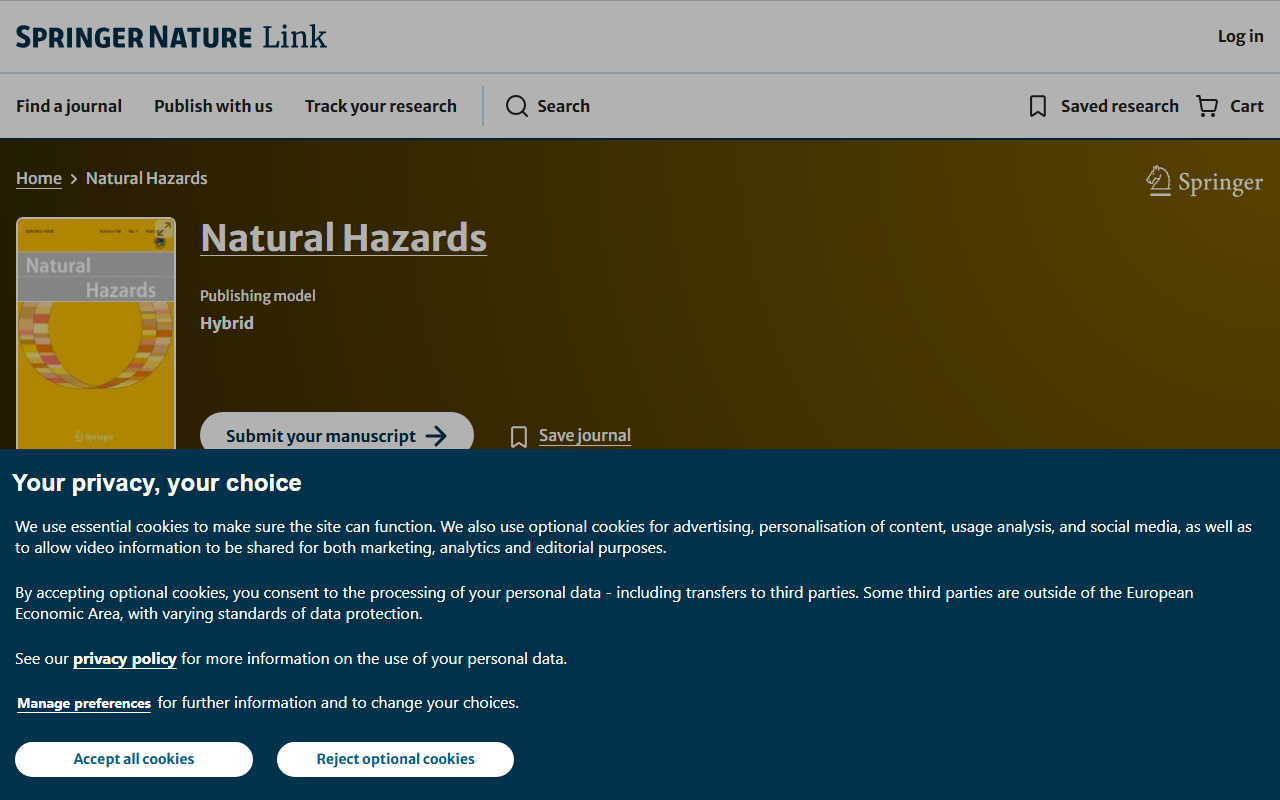 SPRINGER NATURE Link
Log in
Find a journal
Publish with us
Track your research
Search
Saved research
Cart
Home > Natural Hazards
Springer
Natural
Hazards
Springer
Natural Hazards
Publishing model
Hybrid
Submit your manuscript
Save journal
Your privacy, your choice
We use essential cookies to make sure the site can function. We also use optional cookies for advertising, personalisation of content, usage analysis, and social media, as well as
to allow video information to be shared for both marketing, analytics and editorial purposes.
By accepting optional cookies, you consent to the processing of your personal data - including transfers to third parties. Some third parties are outside of the European
Economic Area, with varying standards of data protection.
See our privacy policy for more information on the use of your personal data.
Manage preferences for further information and to change your choices.
Accept all cookies
Reject optional cookies